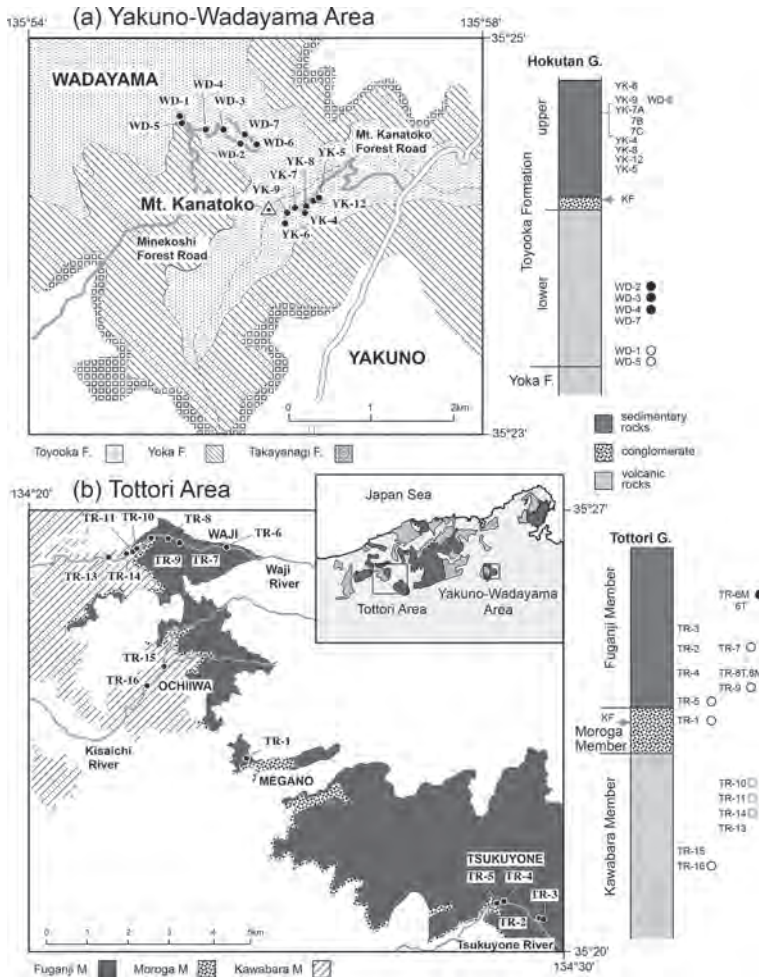 (a) Yakuno-Wadayama Area
135°54'
135°58'
35°25'
WADAYAMA
WD-1
WD-4
WD-3
WD-5
WD-7
WD-6
WD-2
Mt. Kanatoko
Forest Road
YK-5
YK-8
YK-7
YK-9
YK-12
Mt. Kanatoko
YK-4
YK-6
Minekoshi
Forest Road
YAKUNO
0 1 2km
35°23'
Toyooka F. Yoka F. Takayanagi F.
Hokutan G.
Toyooka Formation
upper
lower
YK-9 WD-6
YK-7A
7B
7C
YK-4
YK-8
YK-12
YK-5
KF
WD-2
WD-3
WD-4
WD-7
WD-1
WD-5
Yoka F.
sedimentary
rocks
conglomerate
volcanic
rocks
(b) Tottori Area
134°20'
35°27'
Japan Sea
Tottori
Area
Yakuno-Wadayama
Area
TR-11
TR-10
TR-8
WAJI
TR-6
TR-9
TR-7
TR-13
TR-14
Waji
River
TR-15
TR-16
OCHIIWA
Kisaichi
River
TR-1
MEGANO
TSUKUYONE
TR-5
TR-4
TR-3
TR-2
Tsukuyone River
0 1 2 3 4 5km
35°20'
134°30'
Fuganji M Moroga M Kawabara M
Tottori G.
Fuganji Member
TR-6M
6T
TR-3
TR-2 TR-7
TR-4 TR-8T,8M
TR-9
TR-5
KF
TR-1
Moroga
Member
Kawabara Member
TR-10
TR-11
TR-14
TR-13
TR-15
TR-16